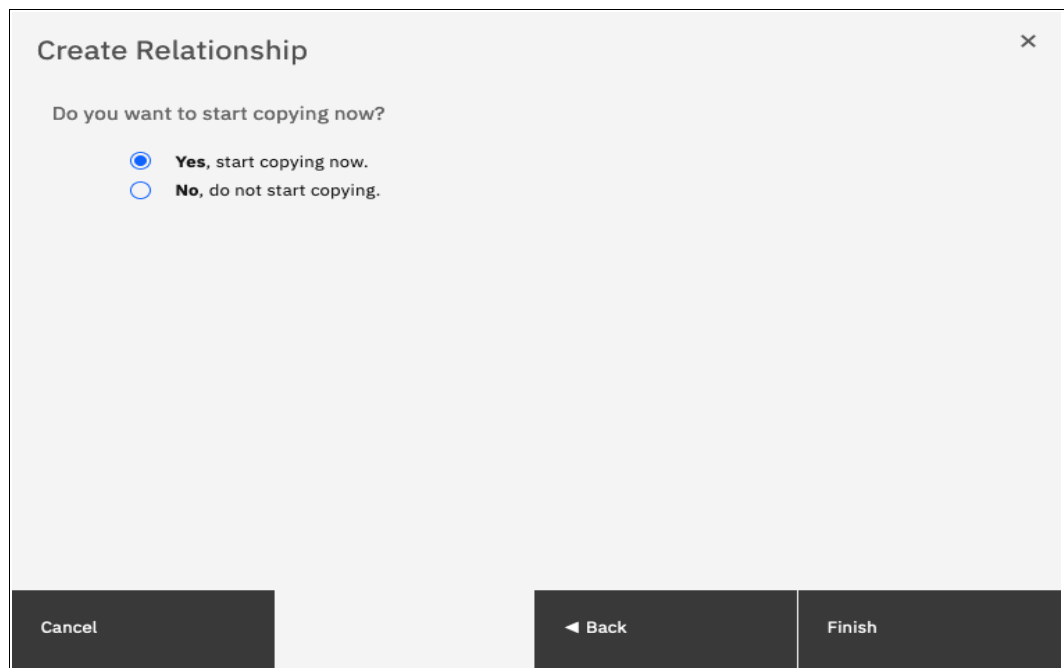 Create Relationship
×
Do you want to start copying now?
Yes, start copying now.
No, do not start copying.
Cancel
◄ Back
Finish